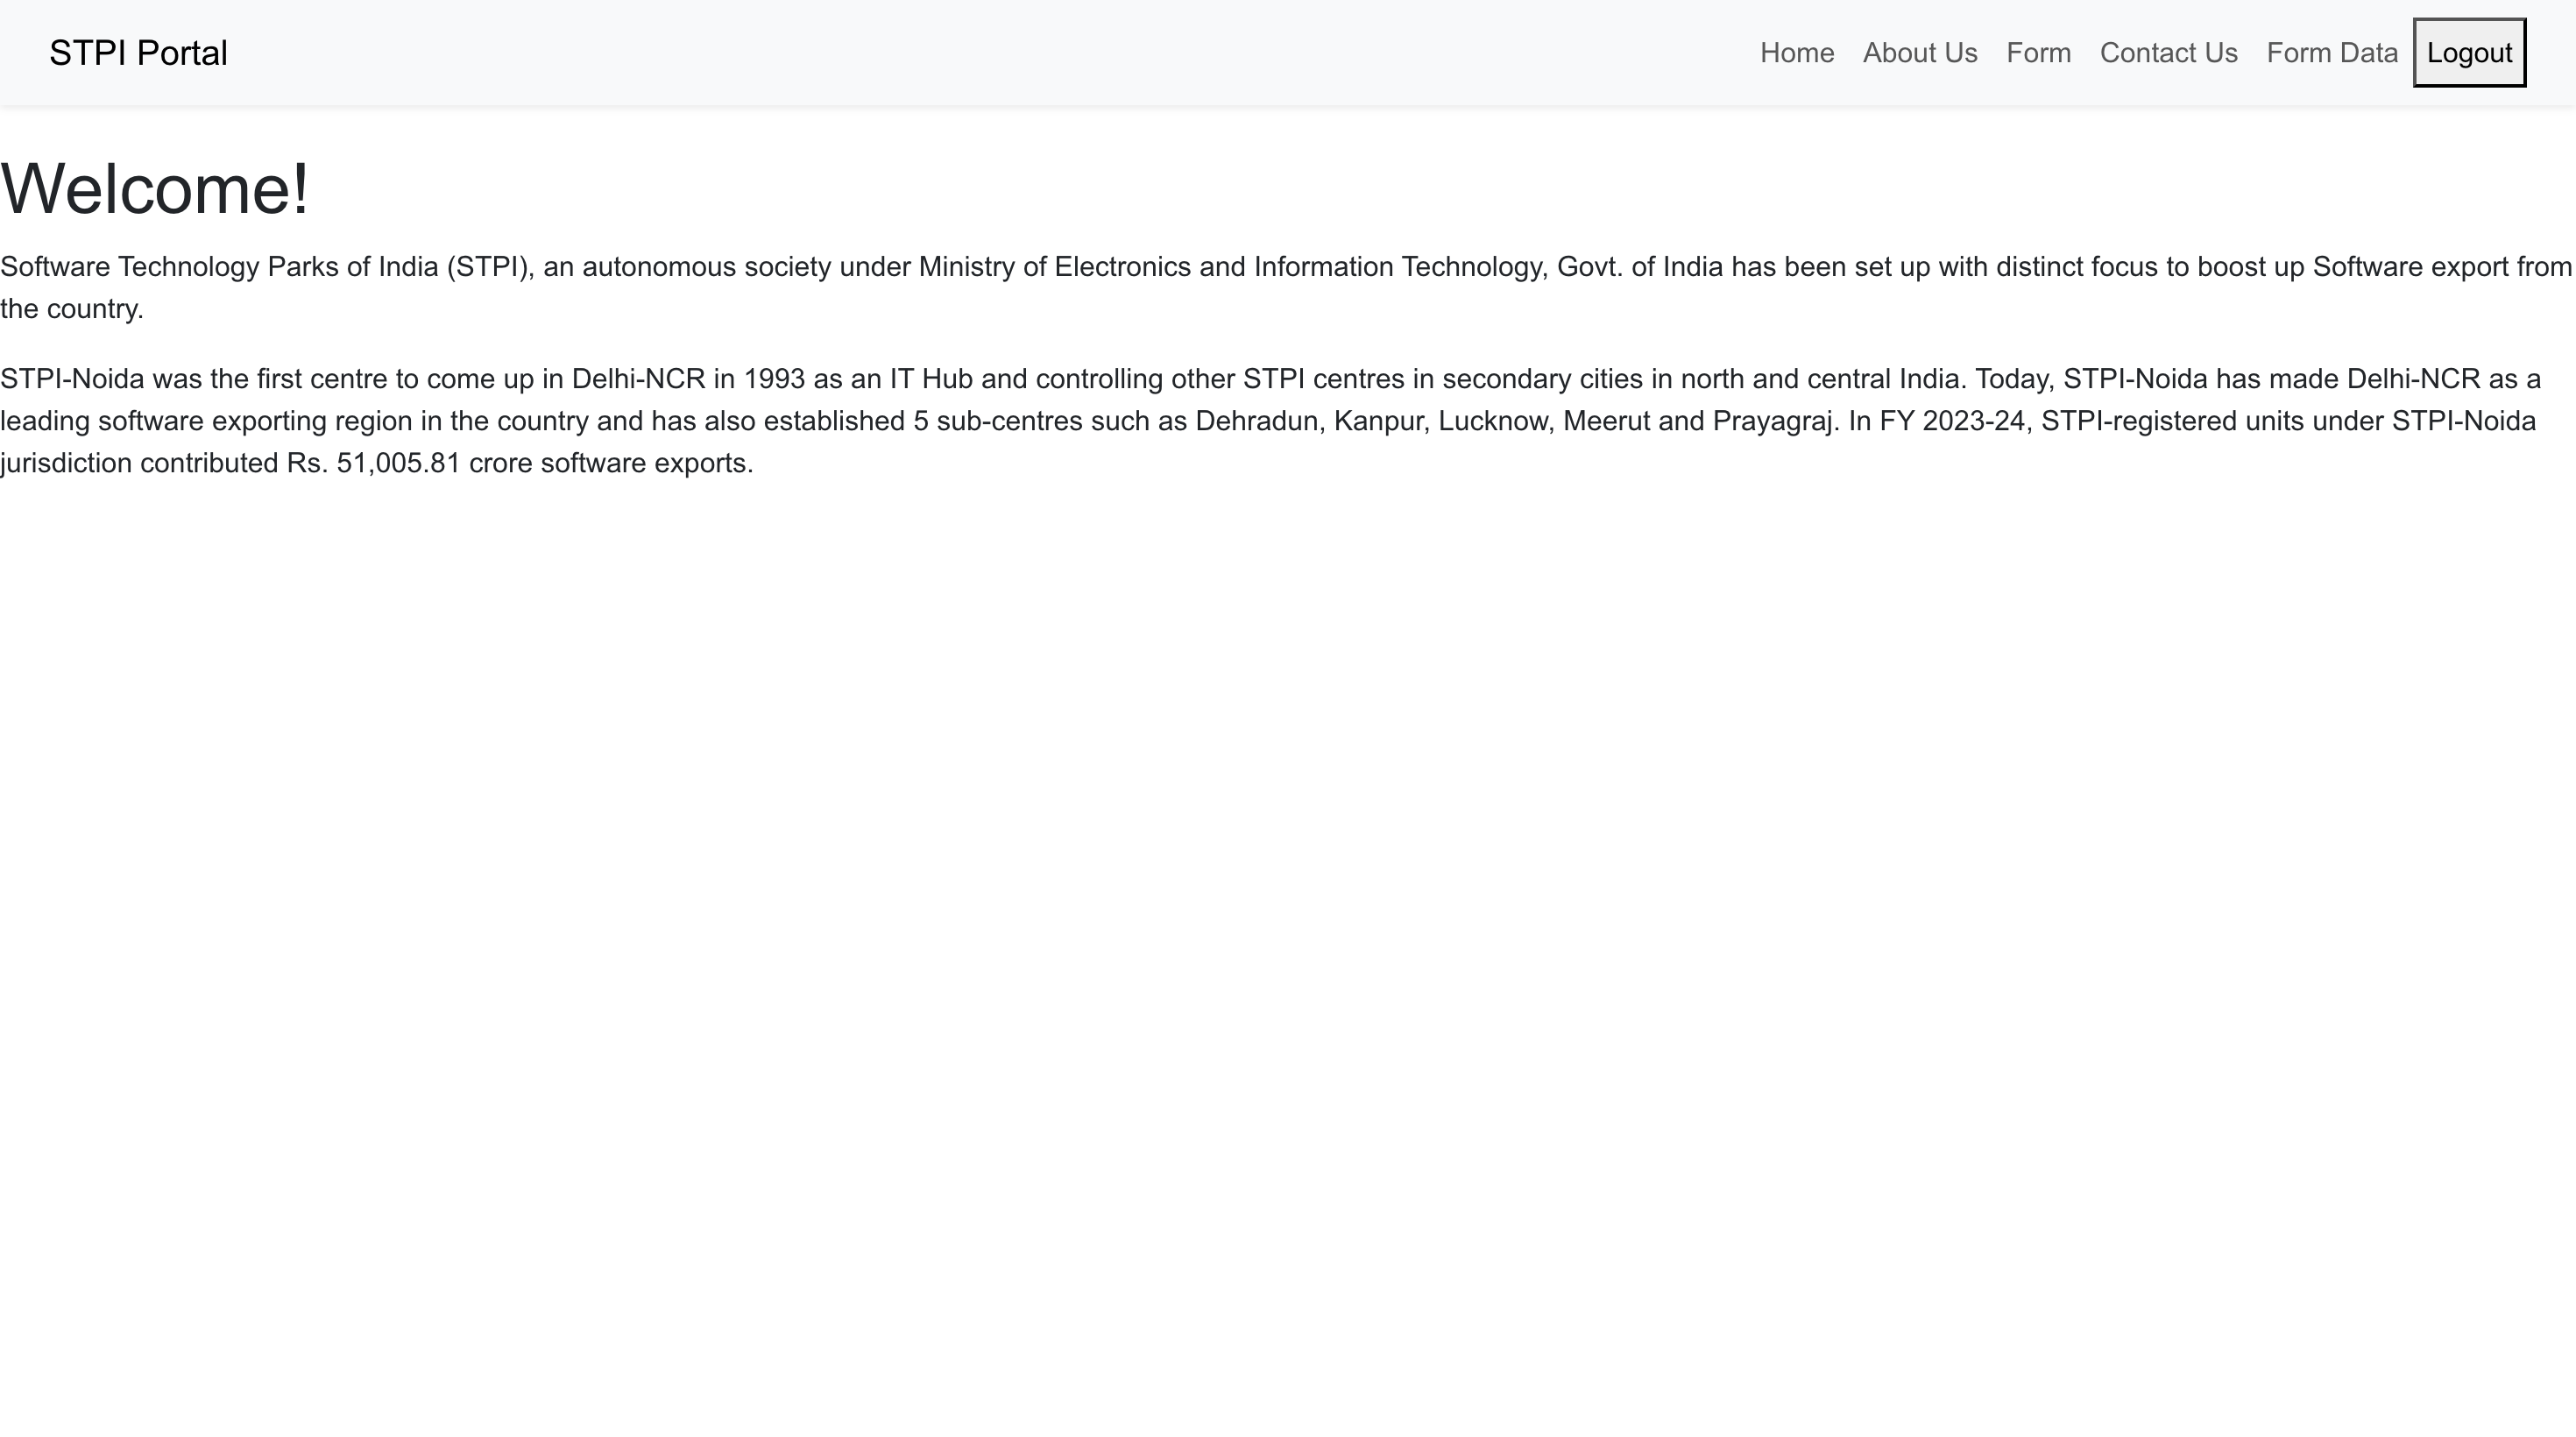 STPI Portal
Home About Us Form Contact Us Form Data Logout
Welcome!
Software Technology Parks of India (STPI), an autonomous society under Ministry of Electronics and Information Technology, Govt. of India has been set up with distinct focus to boost up Software export from
the country.
STPI-Noida was the first centre to come up in Delhi-NCR in 1993 as an IT Hub and controlling other STPI centres in secondary cities in north and central India. Today, STPI-Noida has made Delhi-NCR as a
leading software exporting region in the country and has also established 5 sub-centres such as Dehradun, Kanpur, Lucknow, Meerut and Prayagraj. In FY 2023-24, STPI-registered units under STPI-Noida
jurisdiction contributed Rs. 51,005.81 crore software exports.